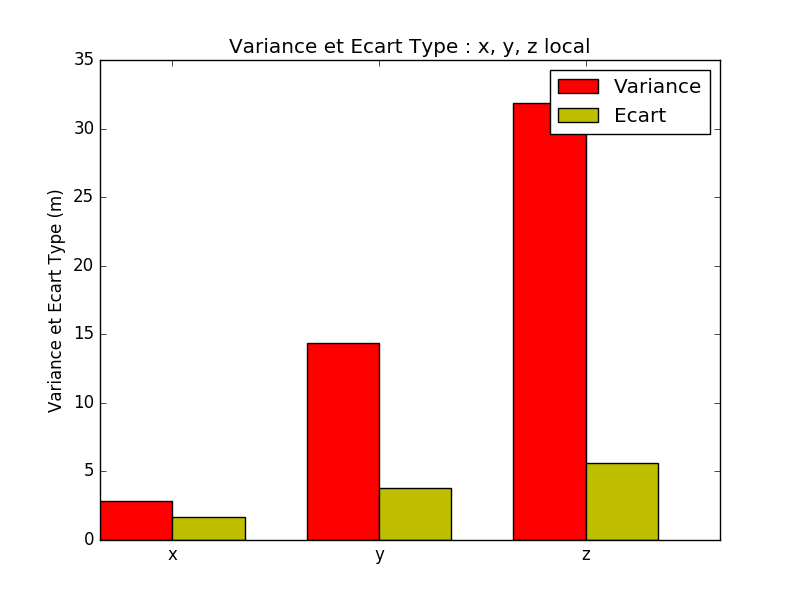 Variance et Ecart Type : x, y, z local
Variance
Ecart
Variance et Ecart Type (m)
35
30
25
20
15
10
5
0
x y z